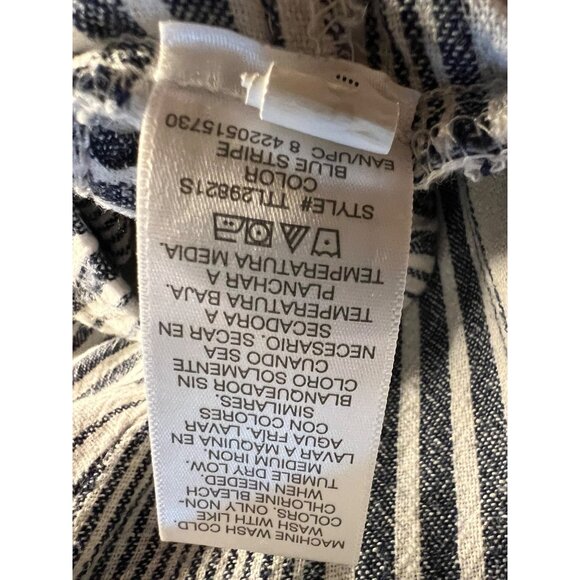 MACHINE WASH COLD.
WASH WITH LIKE
COLORS. ONLY NON-
CHLORINE BLEACH
WHEN NEEDED.
TUMBLE DRY LOW.
MEDIUM IRON.
LAVAR A MAQUINA EN
AGUA FRIA. LAVAR
CON COLORES
SIMILARES.
BLANQUEADOR SIN
CLORO SOLAMENTE
CUANDO SEA
NECESARIO. SECAR EN
SECADORA A
TEMPERATURA BAJA.
PLANCHAR A
TEMPERATURA MEDIA.
STYLE# TTL29821S
COLOR
BLUE STRIPE
EAN/UPC 8 4220515730